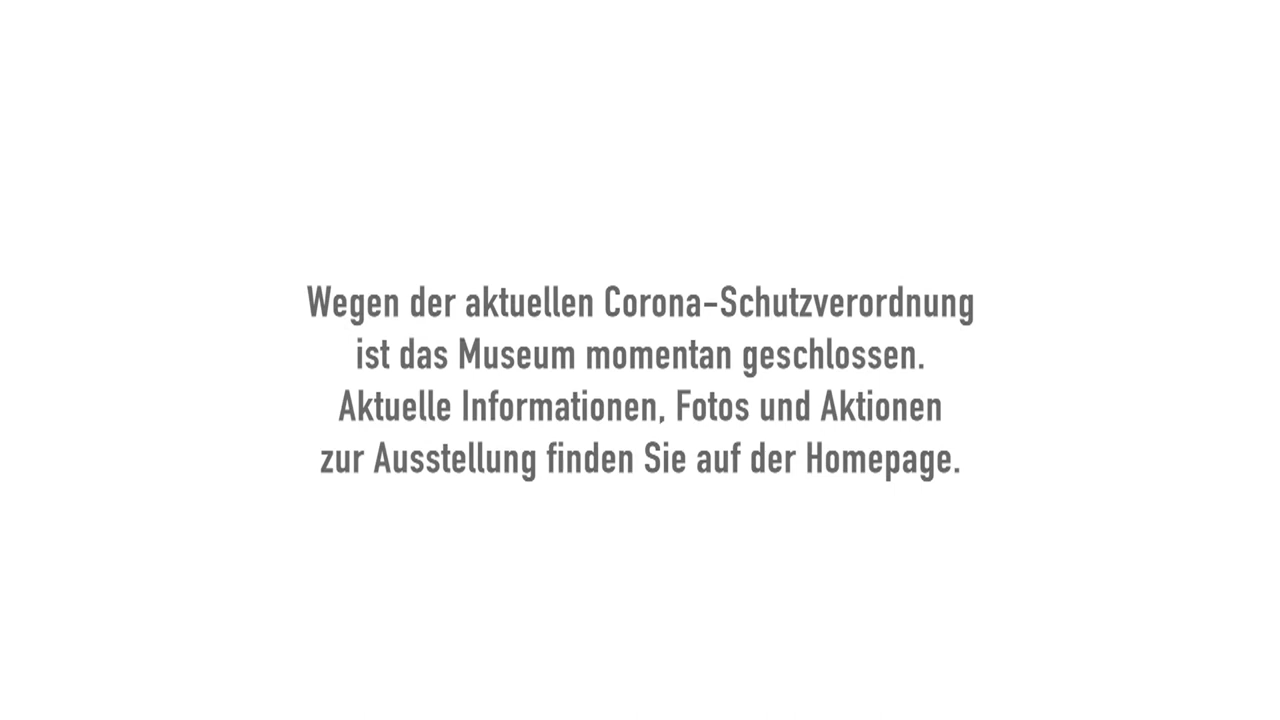 Wegen der aktuellen Corona-Schutzverordnung
ist das Museum momentan geschlossen.
Aktuelle Informationen, Fotos und Aktionen
zur Ausstellung finden Sie auf der Homepage.